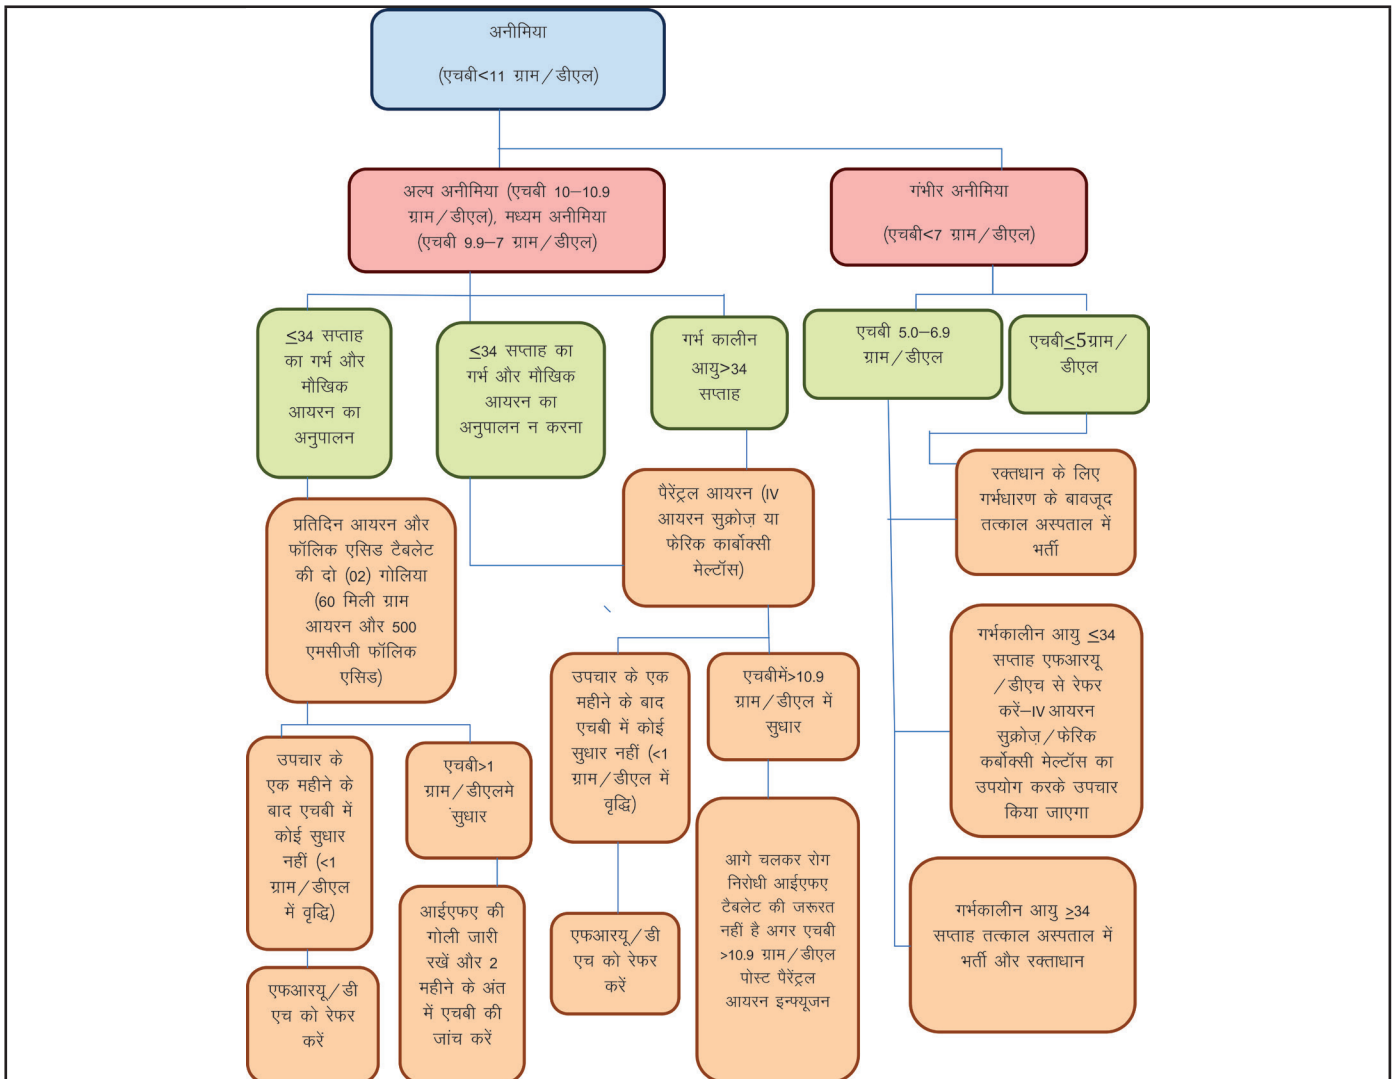 अनीमिया
(एचबी<11 ग्राम/डीएल)
अल्प अनीमिया (एचबी 10–10.9
ग्राम/डीएल), मध्यम अनीमिया
(एचबी 9.9–7 ग्राम/डीएल)
गंभीर अनीमिया
(एचबी<7 ग्राम/डीएल)
≤34 सप्ताह
का गर्भ और
मौखिक
आयरन का
अनुपालन
≤34 सप्ताह का
गर्भ और मौखिक
आयरन का
अनुपालन न करना
गर्भ कालीन
आयु>34
सप्ताह
एचबी 5.0–6.9
ग्राम/डीएल
एचबी≤5ग्राम/
डीएल
प्रतिदिन आयरन और
फॉलिक एसिड टैबलेट
की दो (02) गोलिया
(60 मिली ग्राम
आयरन और 500
एमसीजी फॉलिक
एसिड)
पैरेंट्रल आयरन (IV
आयरन सुक्रोज़ या
फेरिक कार्बोक्सी
मेल्टॉस)
रक्तधान के लिए
गर्भधारण के बावजूद
तत्काल अस्पताल में
भर्ती
गर्भकालीन आयु ≤34
सप्ताह एफआरयू
/डीएच से रेफर
करें–IV आयरन
सुक्रोज़/फेरिक
कर्बोक्सी मेल्टॉस का
उपयोग करके उपचार
किया जाएगा
गर्भकालीन आयु ≥34
सप्ताह तत्काल अस्पताल में
भर्ती और रक्ताधान
उपचार के
एक महीने के
बाद एचबी में
कोई सुधार
नहीं (<1
ग्राम/डीएल
में वृद्धि)
एचबी>1
ग्राम/डीएलमे
सुधार
उपचार के एक
महीने के बाद
एचबी में कोई
सुधार नहीं (<1
ग्राम/डीएल में
वृद्धि)
एचबीमें>10.9
ग्राम/डीएल में
सुधार
एफआरयू/डी
एच को रेफर
करें
आईएफए की
गोली जारी
रखें और 2
महीने के अंत
में एचबी की
जांच करें
एफआरयू/डी
एच को रेफर
करें
आगे चलकर रोग
निरोधी आईएफए
टैबलेट की जरूरत
नहीं है अगर एचबी
>10.9 ग्राम/डीएल
पोस्ट पैरेंट्रल
आयरन इन्फ्यूजन